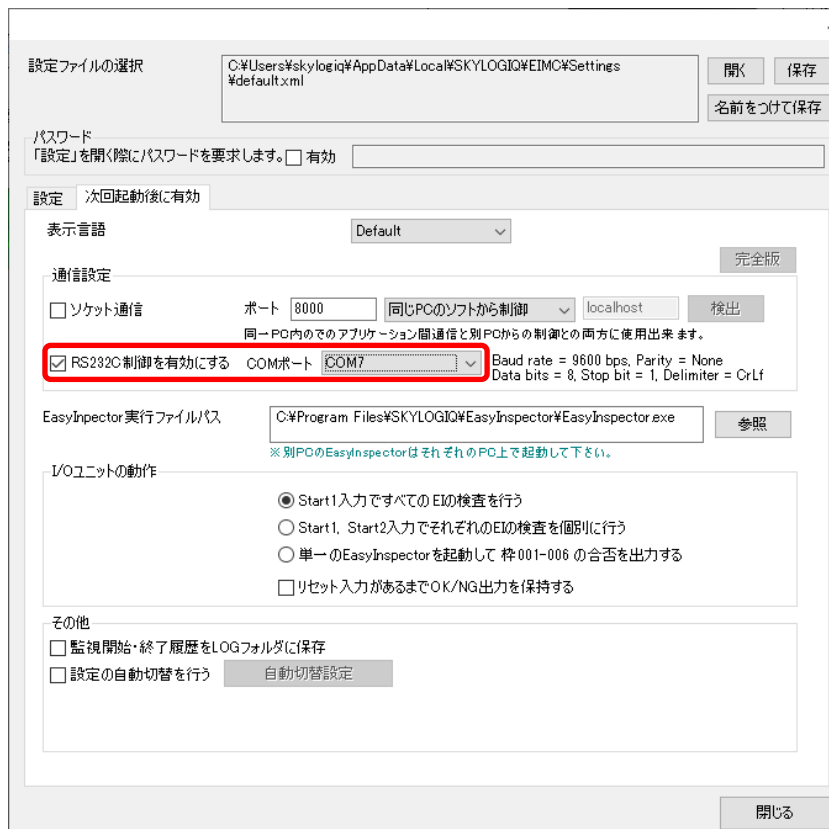 設定ファイルの選択
C:¥Users¥skylogiq¥AppData¥Local¥SKYLOGIQ¥EIMC¥Settings
¥default.xml
開く
保存
名前をつけて保存
パスワード
「設定」を開く際にパスワードを要求します。
有効
設定
次回起動後に有効
表示言語
Default
完全版
通信設定
ソケット通信
ポート
8000
同じPCのソフトから制御
localhost
検出
同一PC内でのアプリケーション間通信と別PCからの制御との両方に使用出来ます。
RS232C制御を有効にする
COMポート
COM7
Baud rate = 9600 bps, Parity = None
Data bits = 8, Stop bit = 1, Delimiter = CrLf
EasyInpector実行ファイルパス
C:¥Program Files¥SKYLOGIQ¥EasyInspector¥EasyInspector.exe
参照
※別PCのEasyInspectorはそれぞれのPC上で起動して下さい。
I/Oユニットの動作
Start1入力ですべてのEIの検査を行う
Start1, Start2入力でそれぞれのEIの検査を個別に行う
単一のEasyInspectorを起動して 枠001-006 の合否を出力する
リセット入力があるまでOK/NG出力を保持する
その他
監視開始・終了履歴をLOGフォルダに保存
設定の自動切替を行う
自動切替設定
閉じる